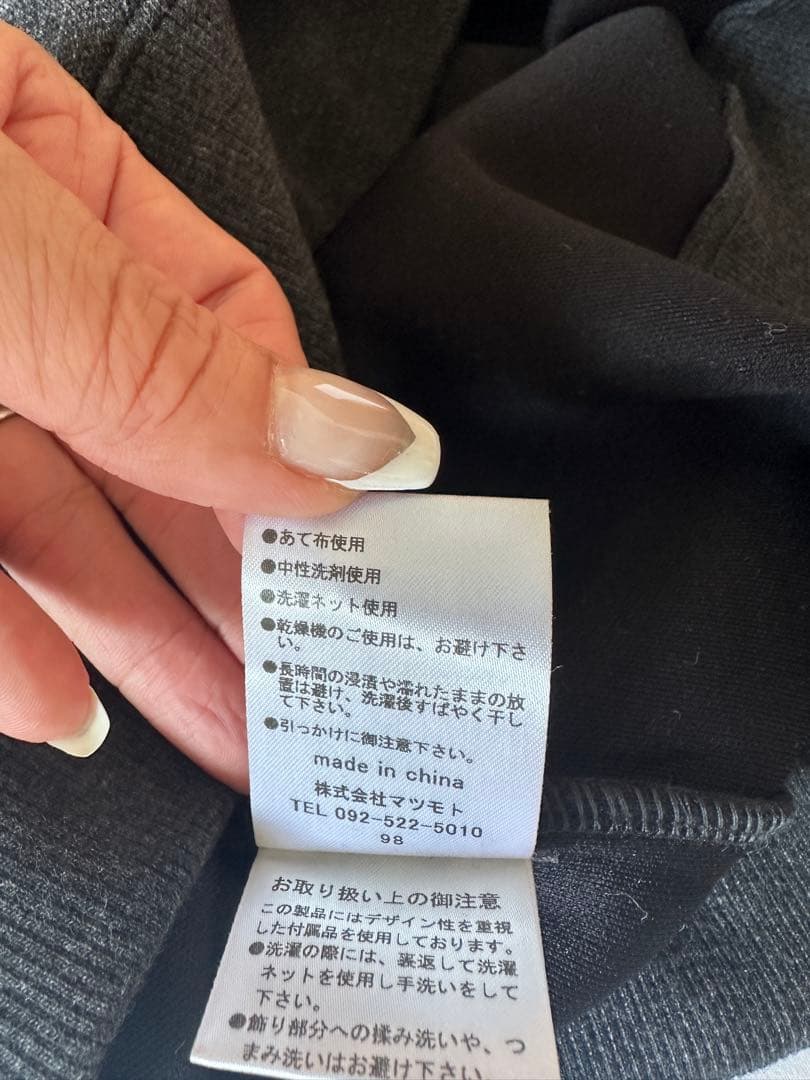 ●あて布使用
●中性洗剤使用
●洗濯ネット使用
●乾燥機のご使用は、お避け下さ
い。
●長時間の浸漬や濡れたままの放
置は避け、洗濯後すばやく干し
て下さい。
●引っかけに御注意下さい。
made in china
株式会社マツモト
TEL 092-522-5010
98
お取り扱い上の御注意
この製品にはデザイン性を重視
した付属品を使用しております。
●洗濯の際には、裏返して洗濯
ネットを使用し手洗いをして
下さい。
●飾り部分への揉み洗いや、つ
まみ洗いはお避け下さい。